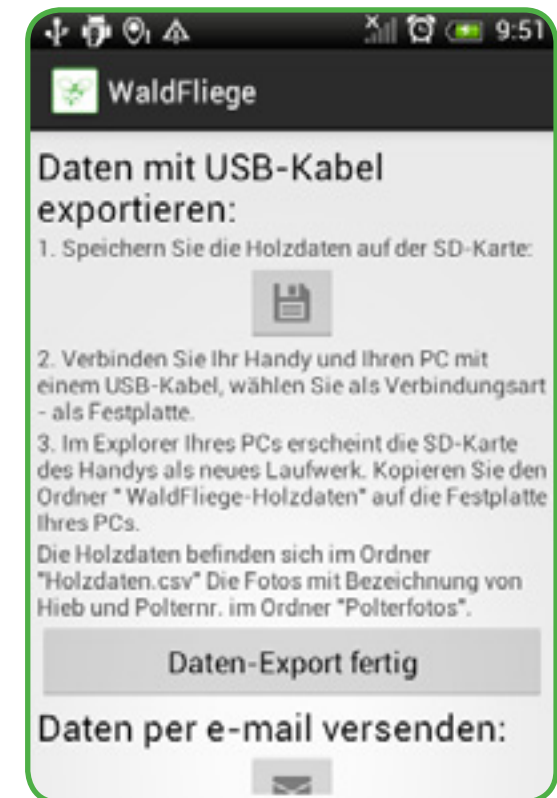 9:51
WaldFliege
Daten mit USB-Kabel
exportieren:
1. Speichern Sie die Holzdaten auf der SD-Karte:
2. Verbinden Sie Ihr Handy und Ihren PC mit
einem USB-Kabel, wählen Sie als Verbindungsart
- als Festplatte.
3. Im Explorer Ihres PCs erscheint die SD-Karte
des Handys als neues Laufwerk. Kopieren Sie den
Ordner " WaldFliege-Holzdaten" auf die Festplatte
Ihres PCs.
Die Holzdaten befinden sich im Ordner
"Holzdaten.csv" Die Fotos mit Bezeichnung von
Hieb und Polternr. im Ordner "Polterfotos".
Daten-Export fertig
Daten per e-mail versenden: